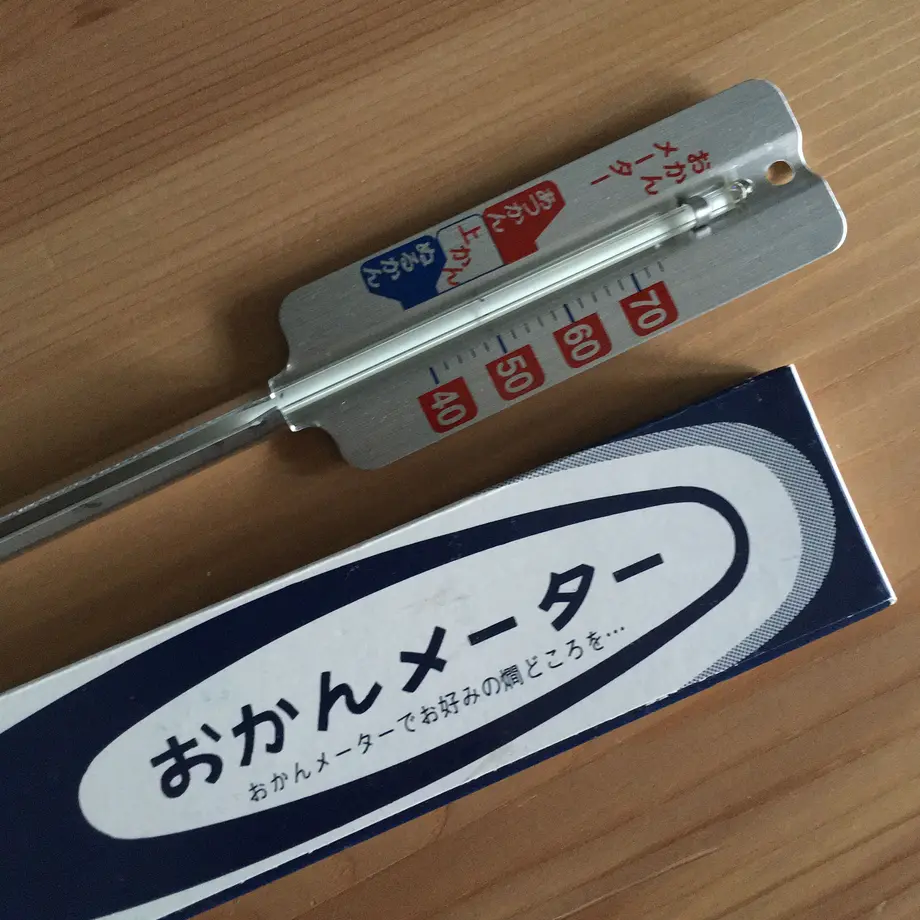 おかん
メーター
あつかん
上かん
ぬるかん
40
50
60
70
おかんメーター
おかんメーターでお好みの燗どころを…